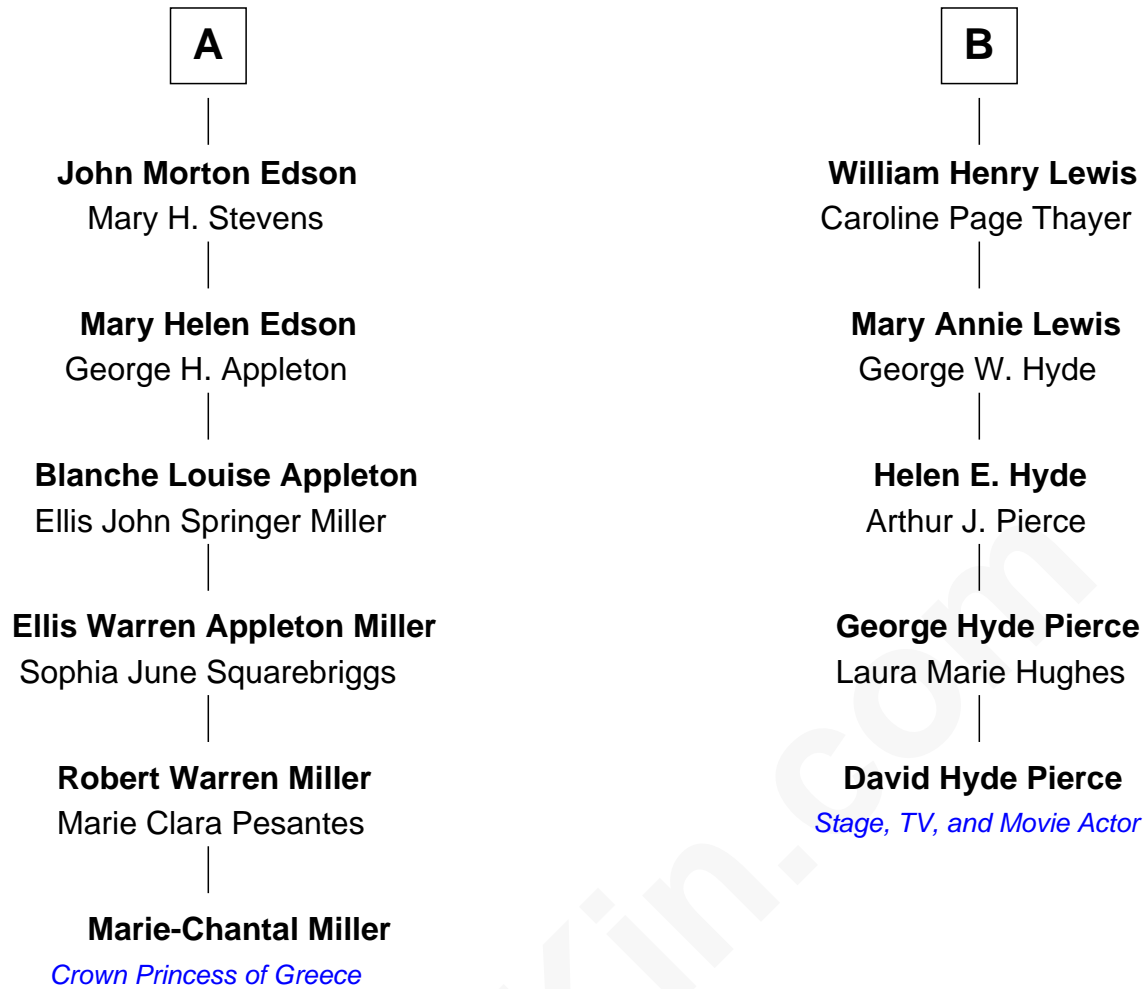 A
John Morton Edson
Mary H. Stevens
Mary Helen Edson
George H. Appleton
Blanche Louise Appleton
Ellis John Springer Miller
Ellis Warren Appleton Miller
Sophia June Squarebriggs
Robert Warren Miller
Marie Clara Pesantes
Marie-Chantal Miller
Crown Princess of Greece
B
William Henry Lewis
Caroline Page Thayer
Mary Annie Lewis
George W. Hyde
Helen E. Hyde
Arthur J. Pierce
George Hyde Pierce
Laura Marie Hughes
David Hyde Pierce
Stage, TV, and Movie Actor